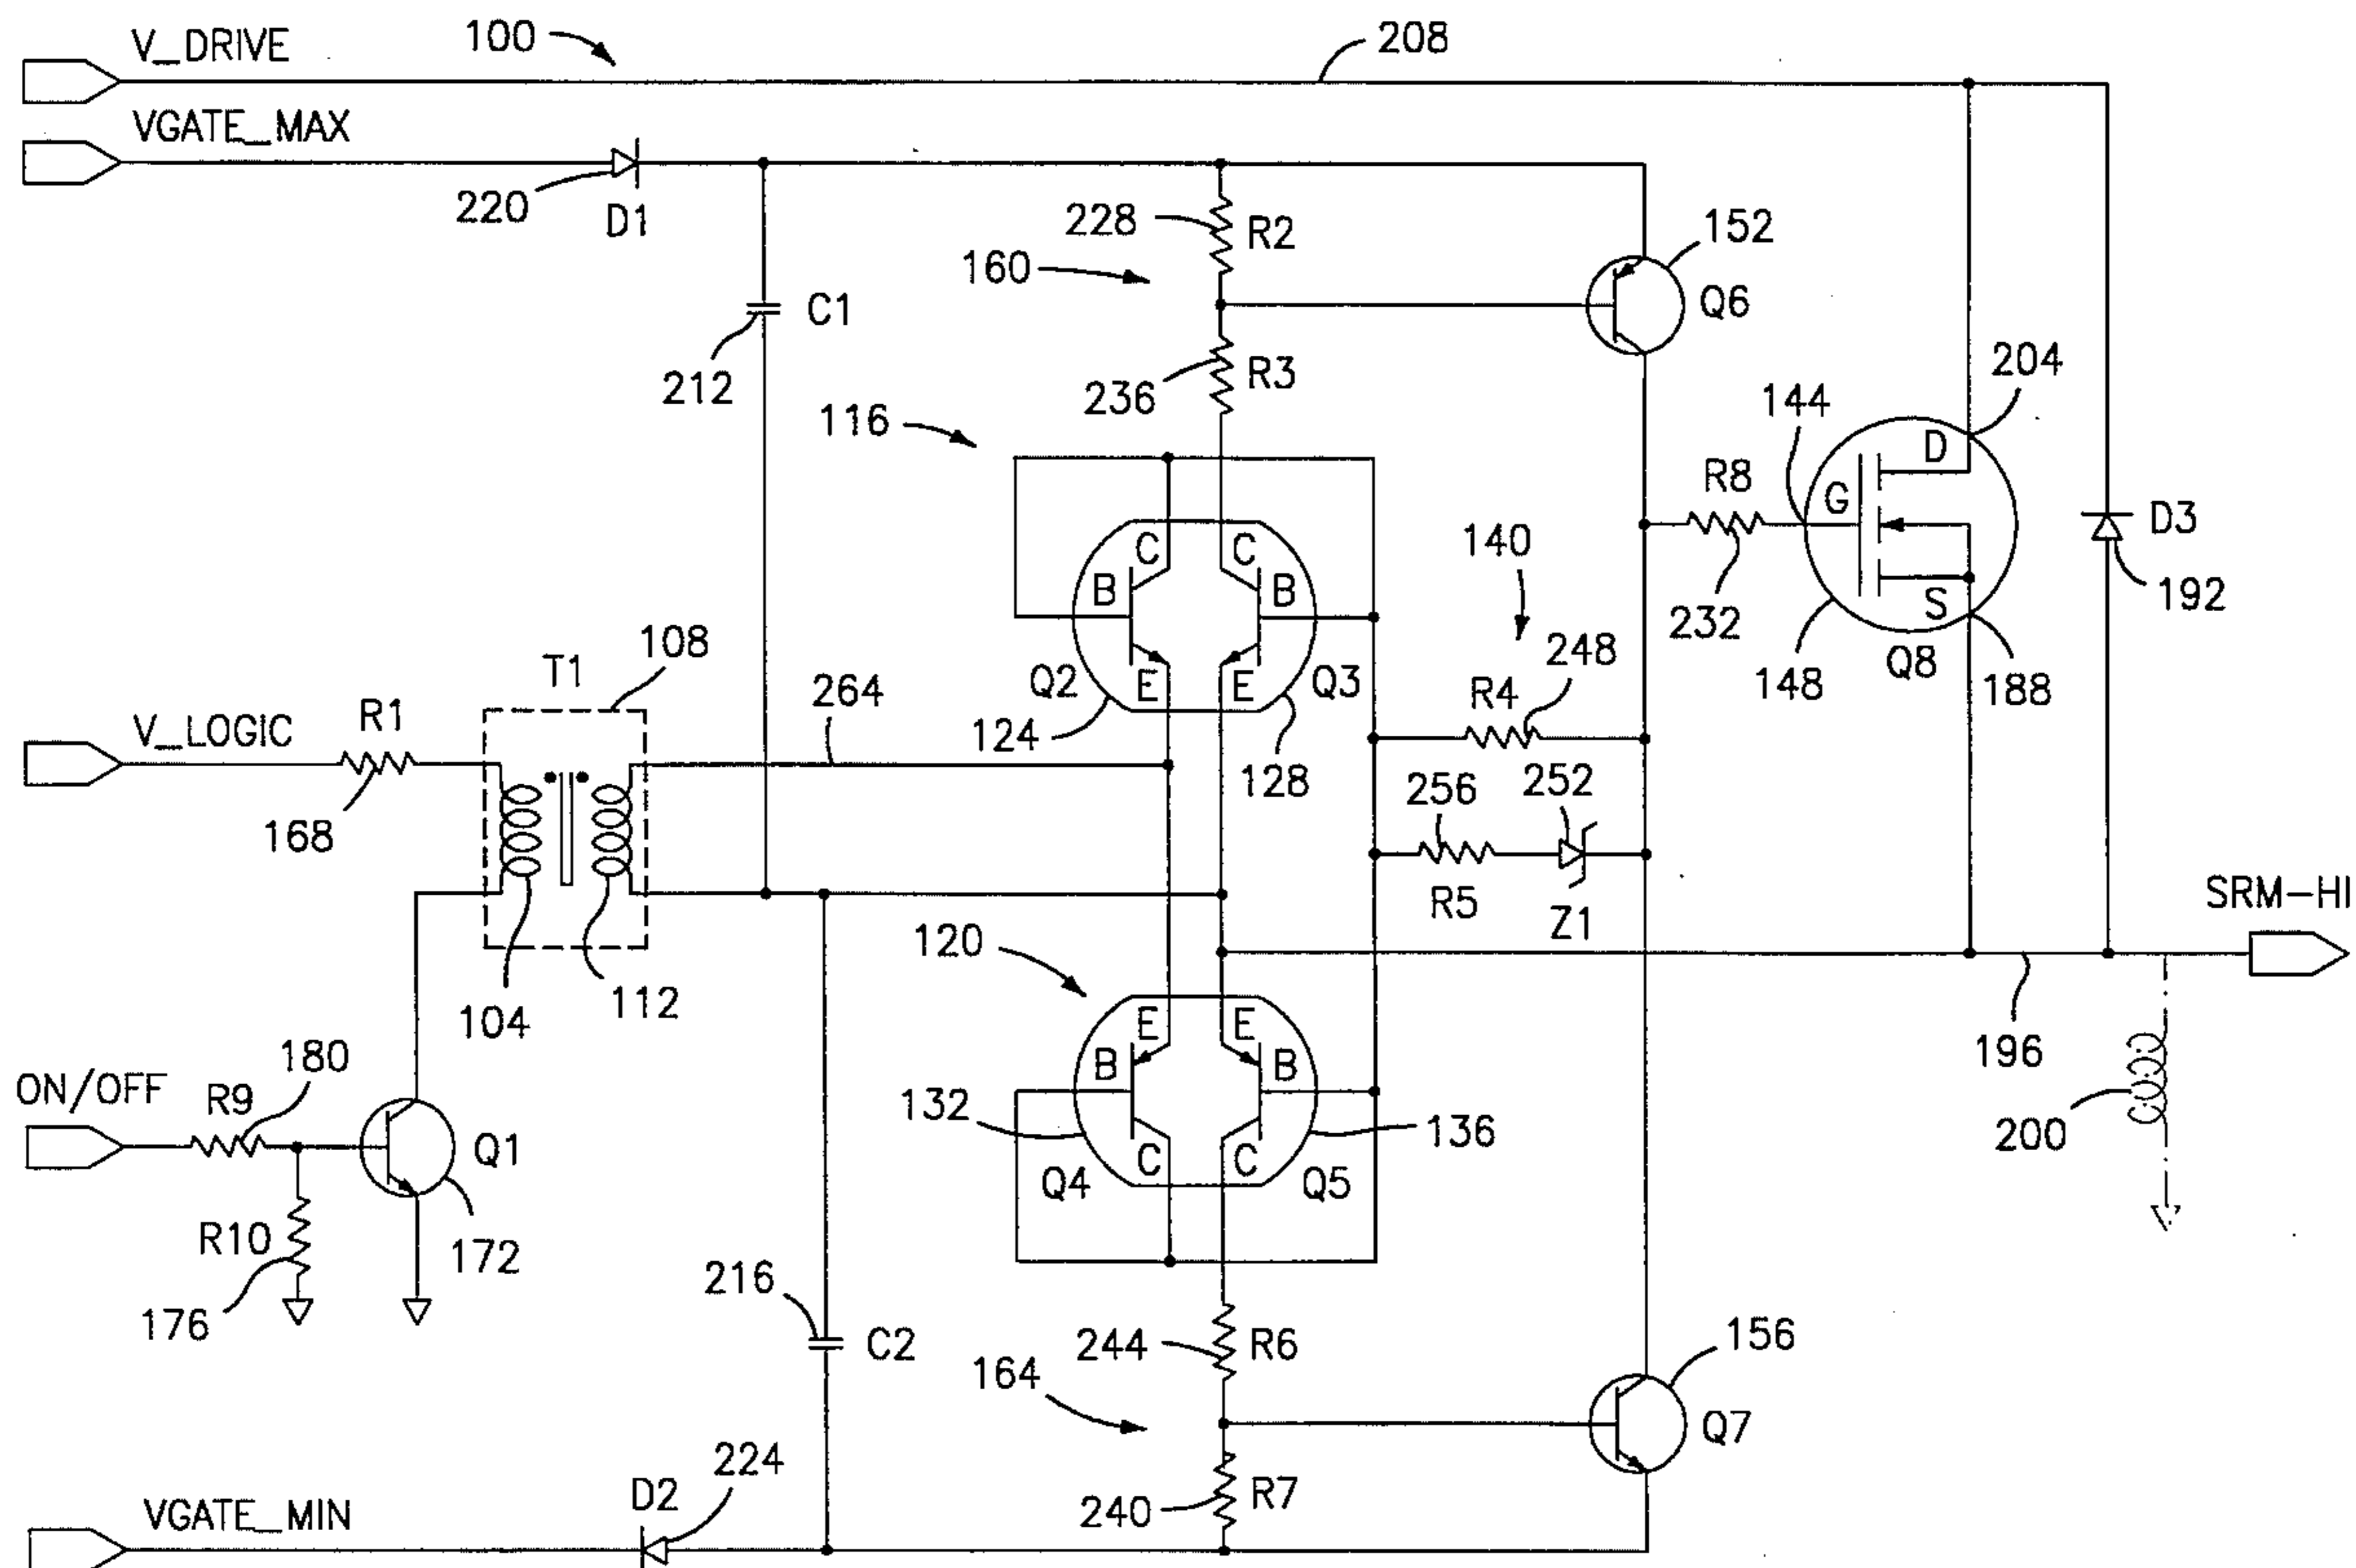 V_DRIVE
100
208
VGATE_MAX
220
D1
228
R2
152
160
C1
Q6
212
236
R3
204
144
116
D
R8
G
D3
140
C
C
B
B
S
192
232
248
108
Q2
E
E
Q3
Q8
T1
264
R4
148
188
V_LOGIC
R1
124
128
256
252
168
R5
Z1
SRM-HI
120
104
112
E
E
196
180
ON/OFF
R9
B
B
132
136
200
Q1
C
C
Q4
Q5
R10
172
216
176
C2
244
R6
156
164
224
Q7
D2
240
R7
VGATE_MIN